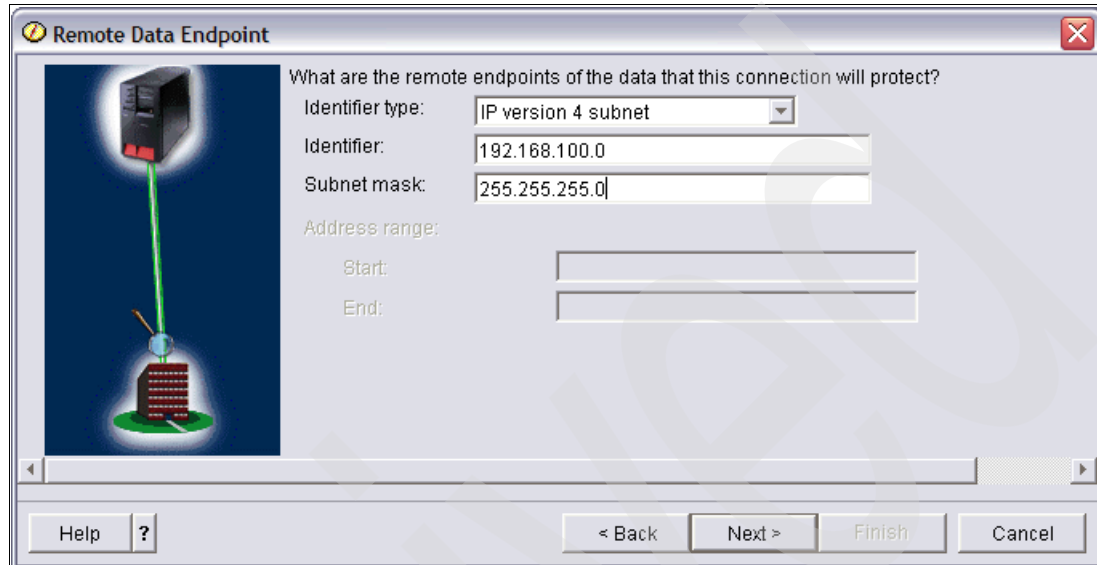 Remote Data Endpoint
What are the remote endpoints of the data that this connection will protect?
Identifier type: IP version 4 subnet
Identifier: 192.168.100.0
Subnet mask: 255.255.255.0
Address range:
Start:
End:
Help ? < Back Next > Finish Cancel